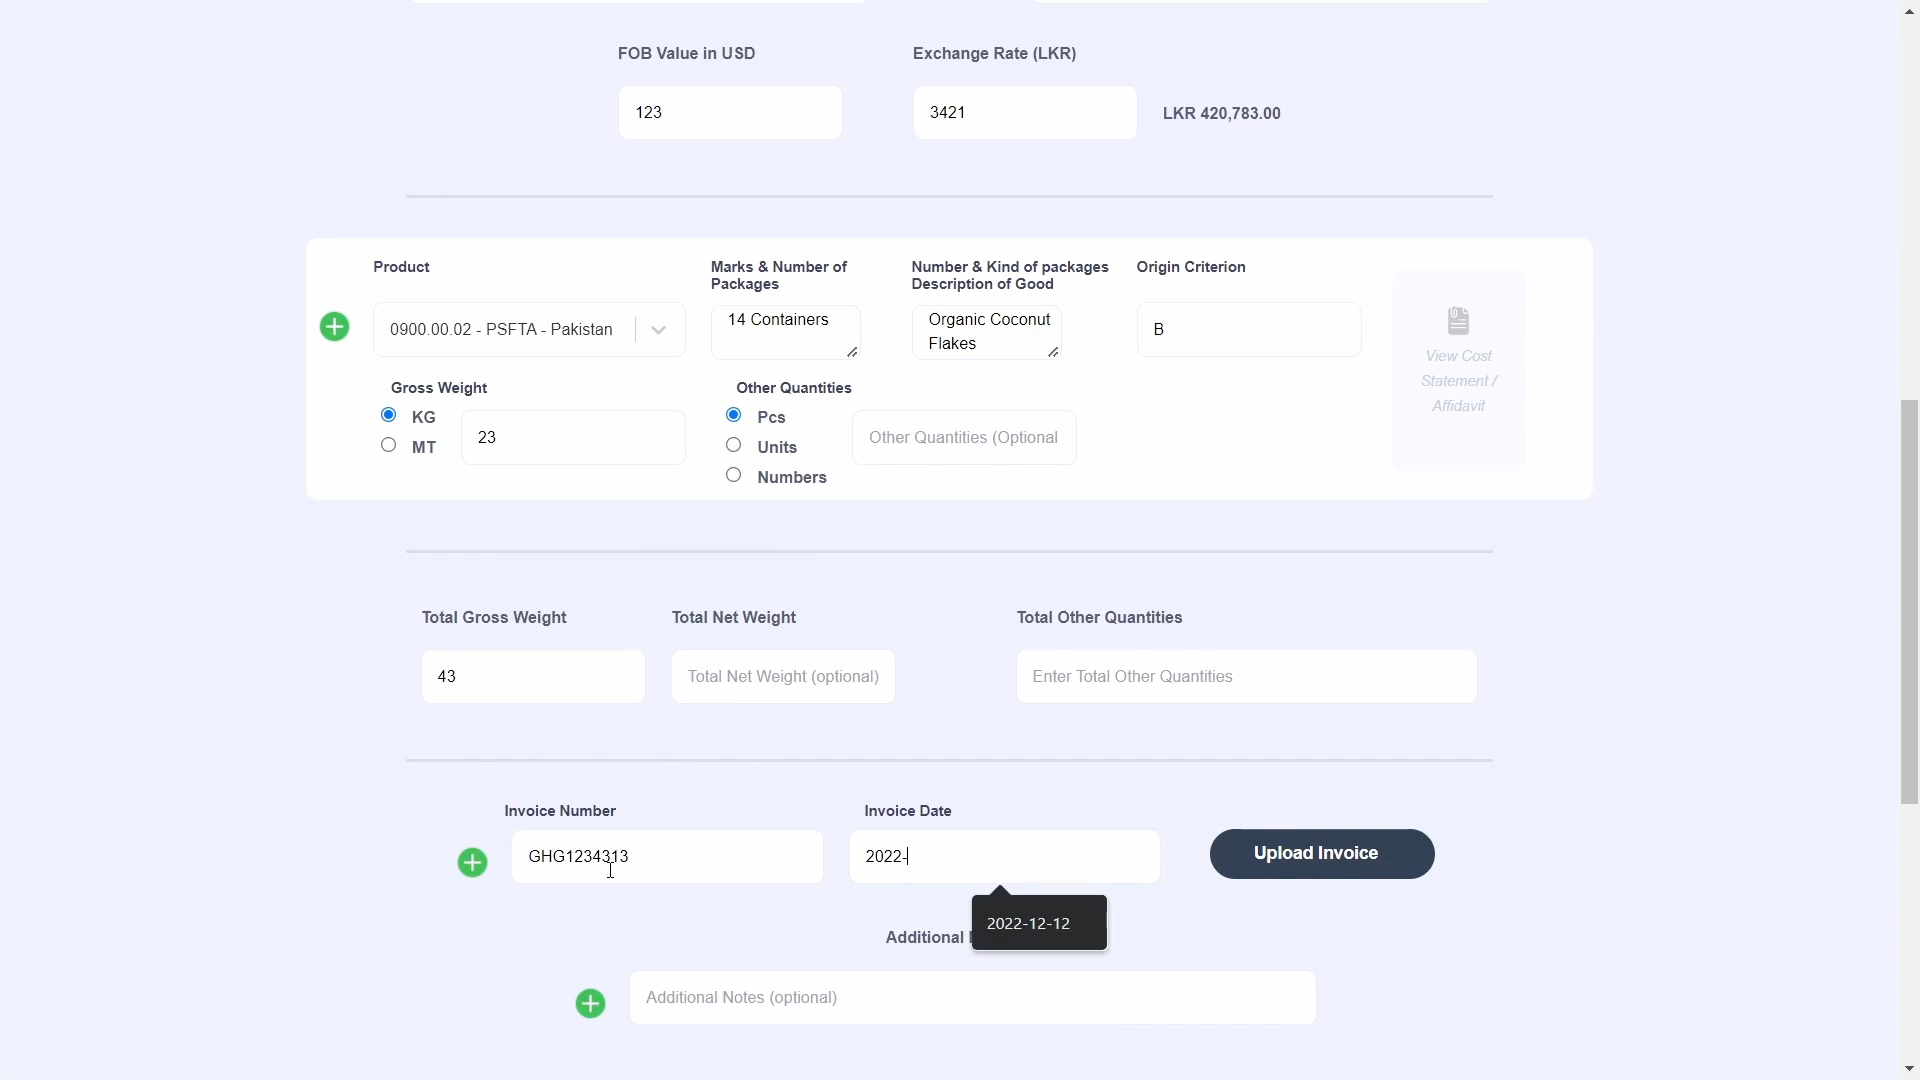 FOB Value in USD
Exchange Rate (LKR)
123
3421
LKR 420,783.00
Product
Marks & Number of
Packages
Number & Kind of packages
Description of Good
Origin Criterion
0900.00.02 - PSFTA - Pakistan
14 Containers
Organic Coconut
Flakes
B
View Cost
Statement /
Affidavit
Gross Weight
KG
MT
23
Other Quantities
Pcs
Units
Numbers
Other Quantities (Optional
Total Gross Weight
Total Net Weight
Total Other Quantities
43
Total Net Weight (optional)
Enter Total Other Quantities
Invoice Number
Invoice Date
GHG1234313
2022-
Upload Invoice
2022-12-12
Additional
Additional Notes (optional)